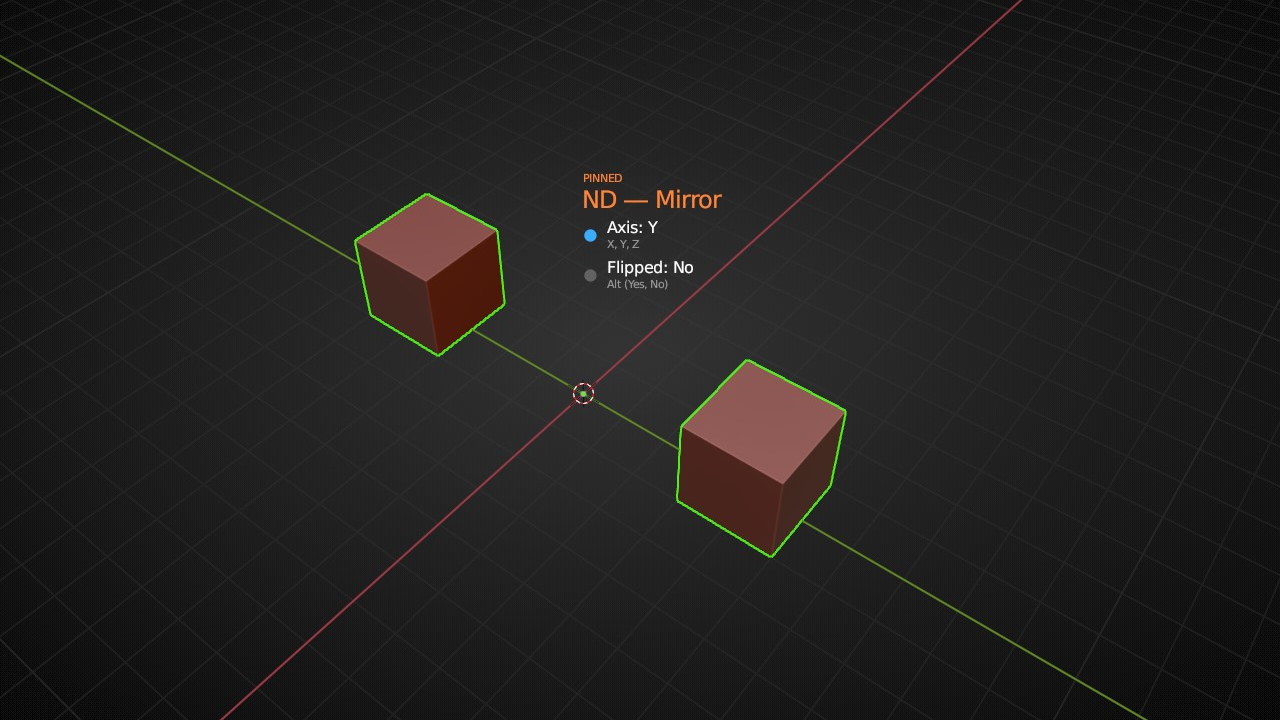 PINNED
ND — Mirror
Axis: Y
X, Y, Z
Flipped: No
Alt (Yes, No)